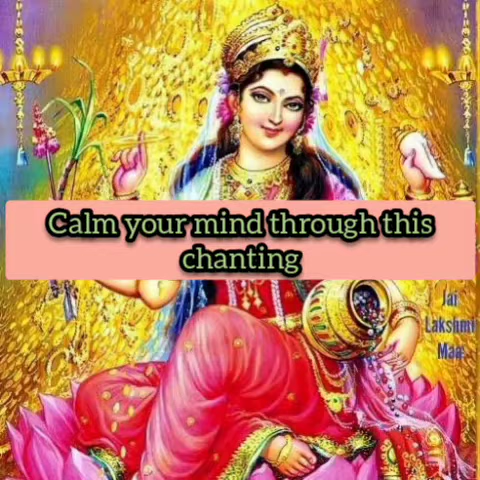 Calm your mind through this
chanting
Jai
Lakshmi
Maa